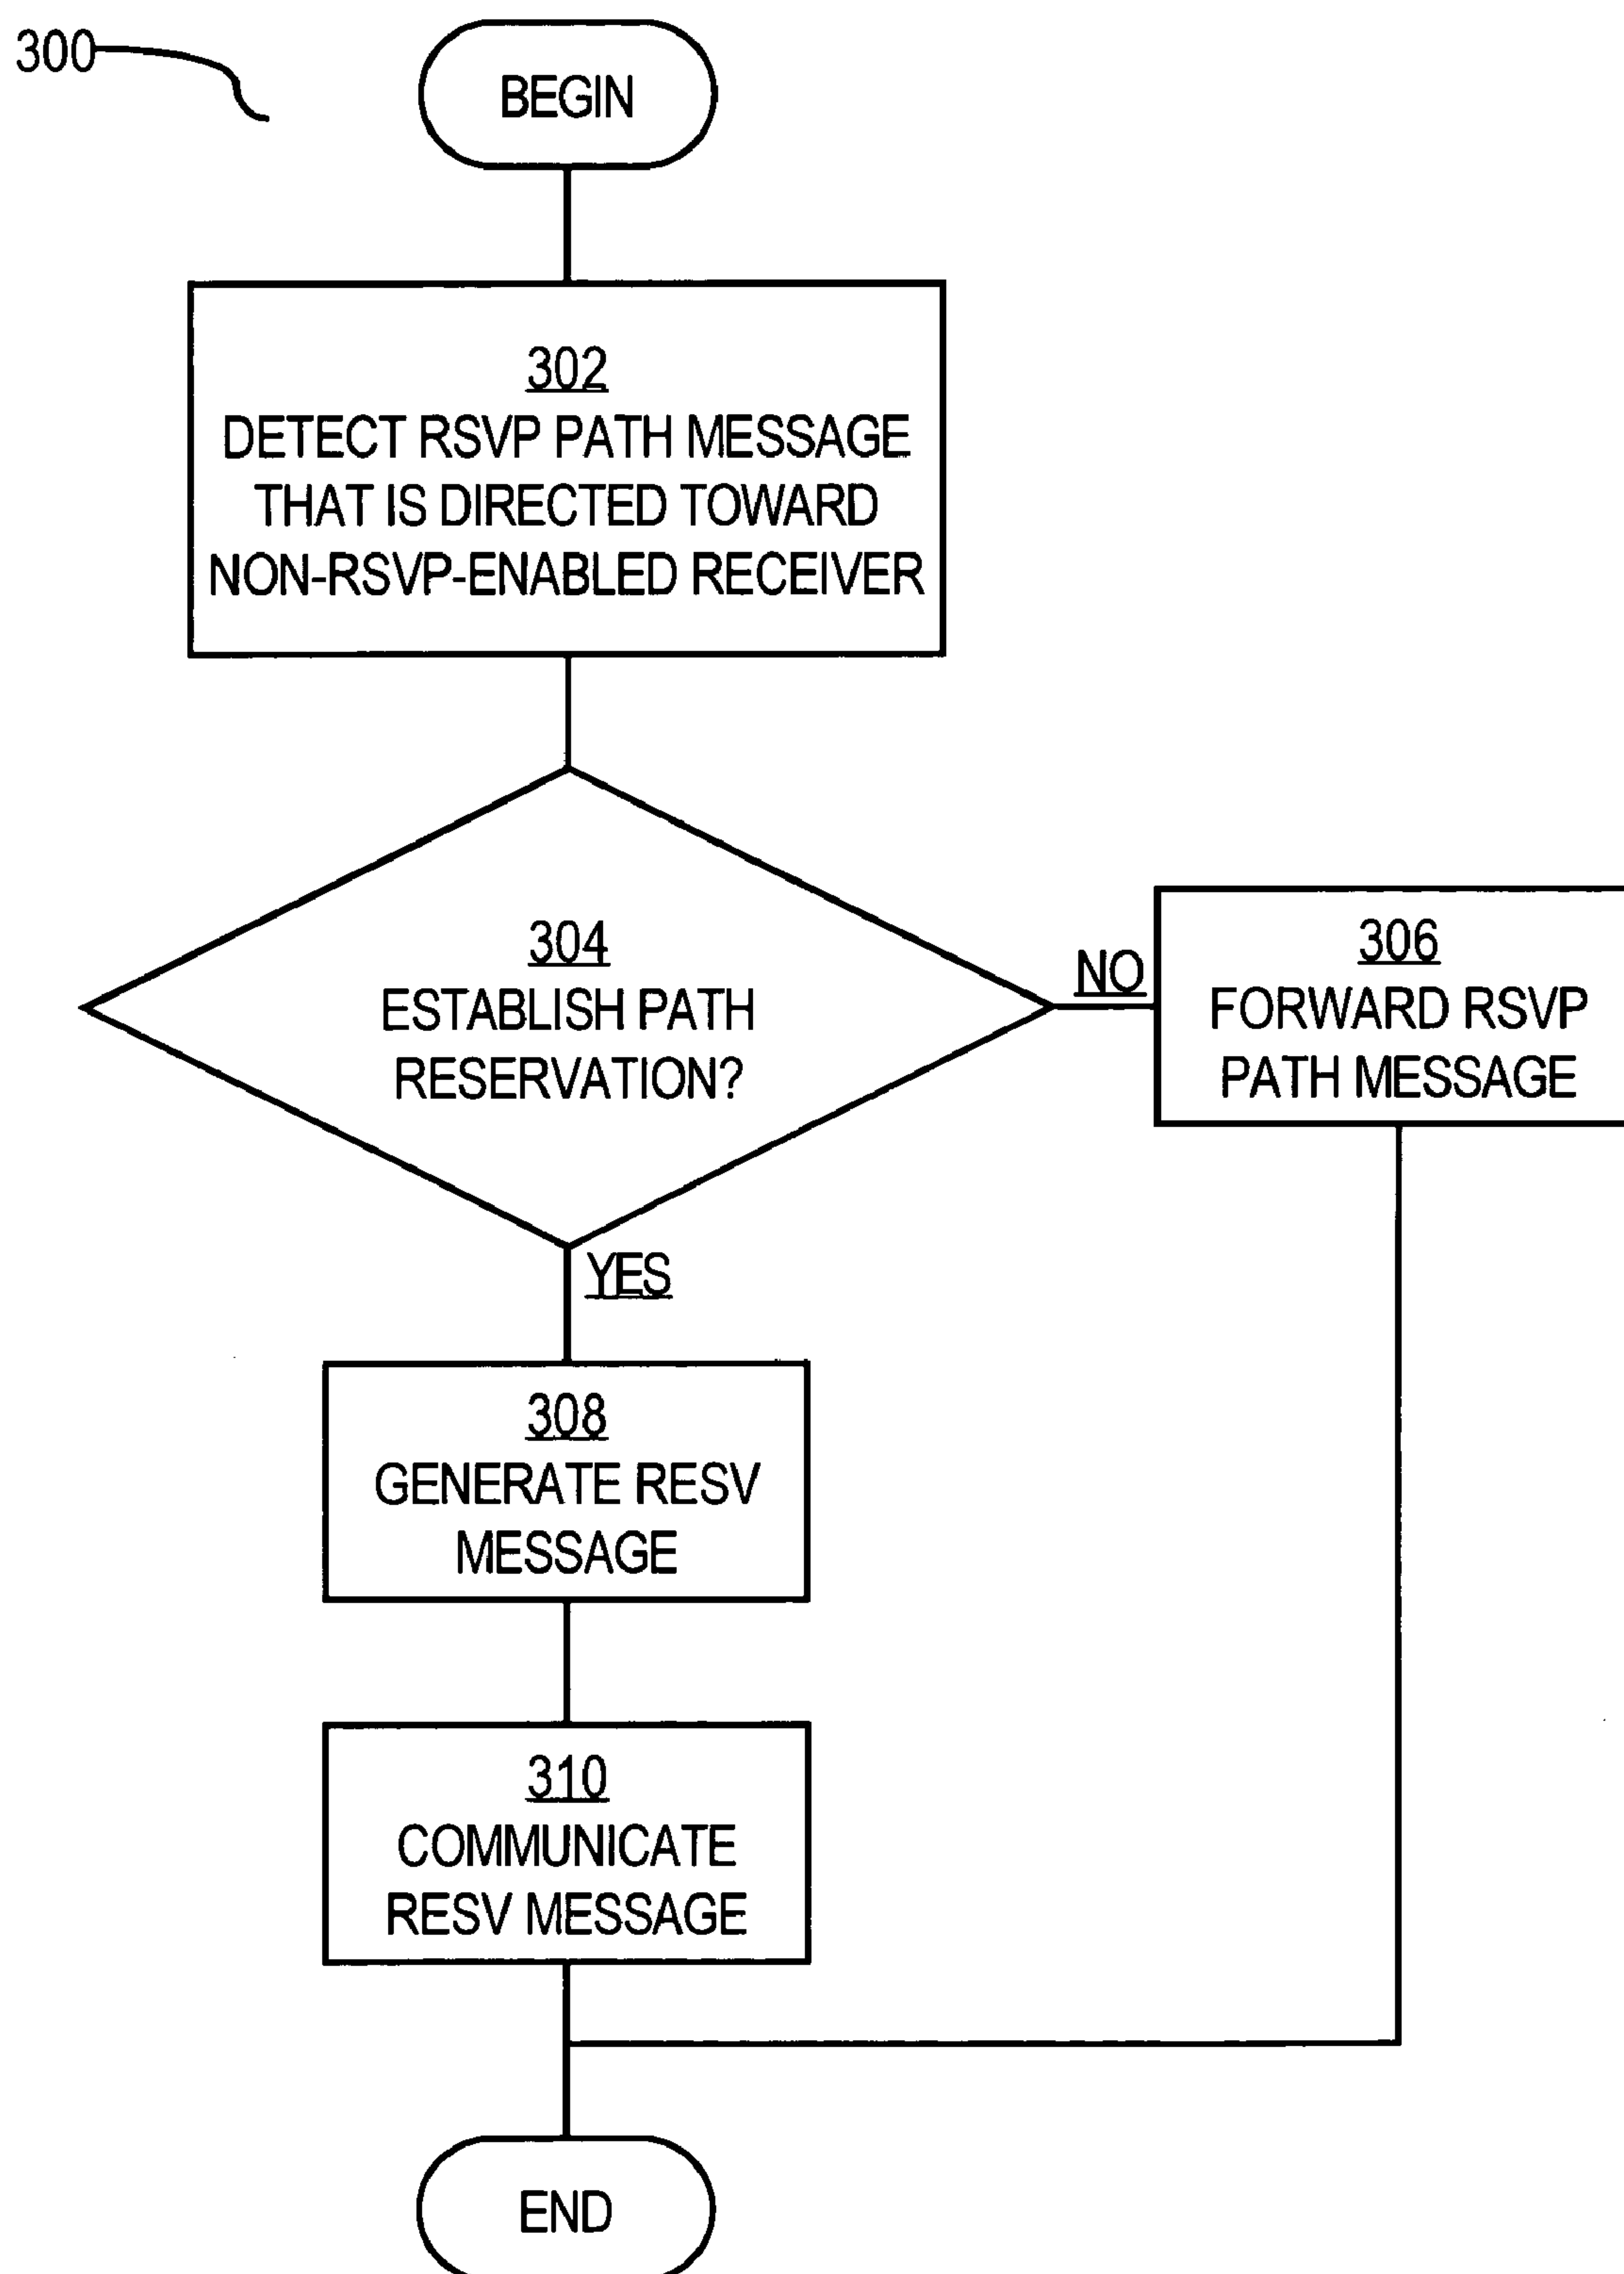 300
BEGIN
302
DETECT RSVP PATH MESSAGE
THAT IS DIRECTED TOWARD
NON-RSVP-ENABLED RECEIVER
304
ESTABLISH PATH
RESERVATION?
NO
306
FORWARD RSVP
PATH MESSAGE
YES
308
GENERATE RESV
MESSAGE
310
COMMUNICATE
RESV MESSAGE
END